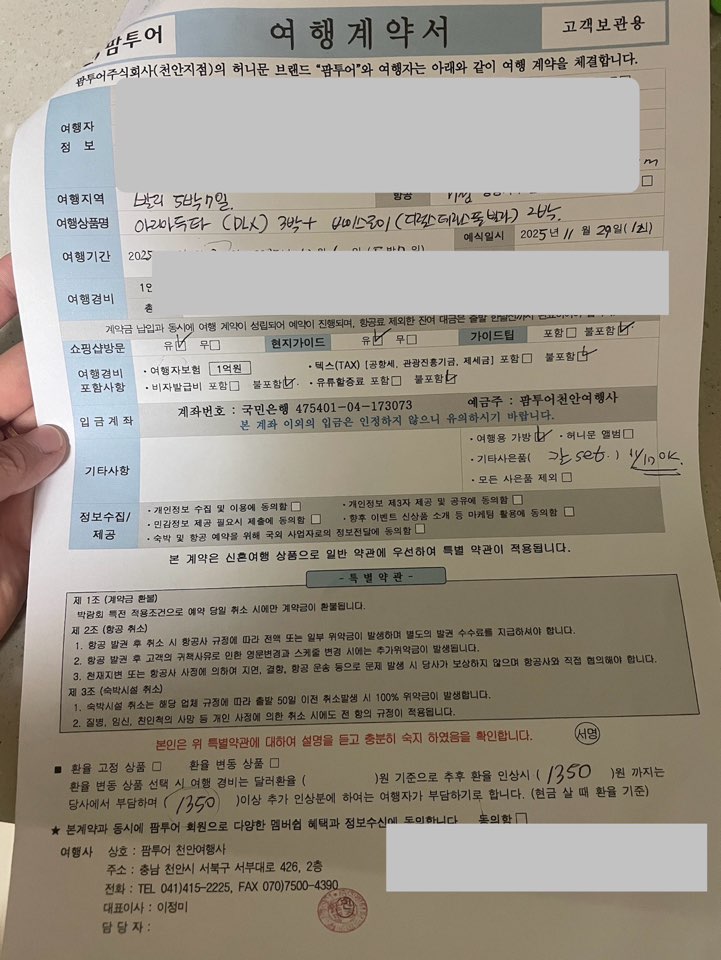 팜투어
여행계약서
고객보관용
팜투어주식회사(천안지점)의 허니문 브랜드 "팜투어"와 여행자는 아래와 같이 여행 계약을 체결합니다.
여행자
정 보
여행지역 발리 5박7일 항공
여행상품명 아리아두타 (DLX) 3박+
2박.
여행기간 2025
예식일시 2025년 11 월 29일(12시)
여행경비 1인
총
계약금 납입과 동시에 여행 계약이 성립되어 예약이 진행되며, 항공료 제외한 잔여 대금은 출발 한달전까지
쇼핑샵방문 유☑ 무□ 현지가이드 유☑ 무□ 가이드팁 포함□ 불포함☑
여행경비
포함사항
• 여행자보험 1억원 • 텍스(TAX) [공항세, 관광진흥기금, 제세금] 포함□ 불포함☑
• 비자발급비 포함□ 불포함☑ • 유류활증료 포함□ 불포함☑
입금계좌 계좌번호 : 국민은행 475401-04-173073 예금주 : 팜투어천안여행사
본 계좌 이외의 입금은 인정하지 않으니 유의하시기 바랍니다.
기타사항
• 여행용 가방☑ • 허니문 앨범□
• 기타사은품( 칼 set. )
• 모든 사은품 제외□
정보수집/
제공
• 개인정보 수집 및 이용에 동의함□ • 개인정보 제3자 제공 및 공유에 동의함□
• 민감정보 제공 필요시 제출에 동의함□ • 향후 이벤트 신상품 소개 등 마케팅 활용에 동의함□
• 숙박 및 항공 예약을 위해 국외 사업자로의 정보전달에 동의함□
본 계약은 신혼여행 상품으로 일반 약관에 우선하여 특별 약관이 적용됩니다.
- 특별약관 -
제 1조 (계약금 환불)
박람회 특전 적용조건으로 예약 당일 취소 시에만 계약금이 환불됩니다.
제 2조 (항공 취소)
1. 항공 발권 후 취소 시 항공사 규정에 따라 전액 또는 일부 위약금이 발생하며 별도의 발권 수수료를 지급하셔야 합니다.
2. 항공 발권 후 고객의 귀책사유로 인한 영문변경과 스케줄 변경 시에는 추가위약금이 발생됩니다.
3. 천재지변 또는 항공사 사정에 의하여 지연, 결항, 항공 운송 등으로 문제 발생 시 당사가 보상하지 않으며 항공사와 직접 협의해야 합니다.
제 3조 (숙박시설 취소)
1. 숙박시설 취소는 해당 업체 규정에 따라 출발 50일 이전 취소발생 시 100% 위약금이 발생합니다.
2. 질병, 임신, 친인척의 사망 등 개인 사정에 의한 취소 시에도 전 항의 규정이 적용됩니다.
본인은 위 특별약관에 대하여 설명을 듣고 충분히 숙지 하였음을 확인합니다. 서명
■ 환율 고정 상품 □ 환율 변동 상품 □
환율 변동 상품 선택 시 여행 경비는 달러환율 ( )원 기준으로 추후 환율 인상시 ( 1350 )원 까지는
당사에서 부담하며 ( 1350 )이상 추가 인상분에 하여는 여행자가 부담하기로 합니다. (현금 살 때 환율 기준)
★ 본계약과 동시에 팜투어 회원으로 다양한 멤버쉽 혜택과 정보수신에 동의합니다. 동의함□
여행사 상호 : 팜투어 천안여행사
주소 : 충남 천안시 서북구 서부대로 426, 2층
전화 : TEL 041)415-2225, FAX 070)7500-4390
대표이사 : 이정미
담 당 자 :